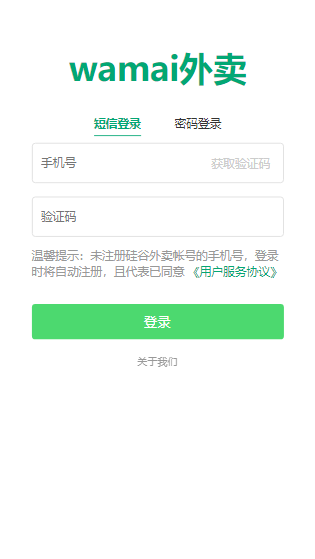 wamai外卖
短信登录 密码登录
手机号 获取验证码
验证码
温馨提示：未注册硅谷外卖帐号的手机号，登录
时将自动注册，且代表已同意 《用户服务协议》
登录
关于我们